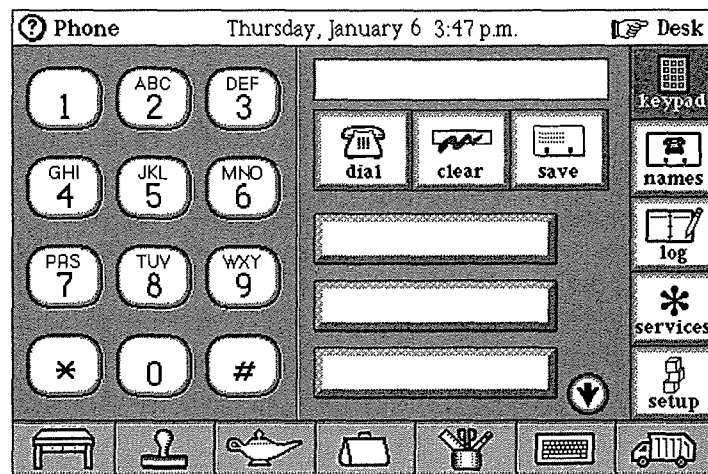 ? Phone Thursday, January 6 3:47 p.m. Desk
1
ABC
2
DEF
3
GHI
4
JKL
5
MNO
6
PRS
7
TUV
8
WXY
9
*
0
#
dial
clear
save
keypad
names
log
services
setup